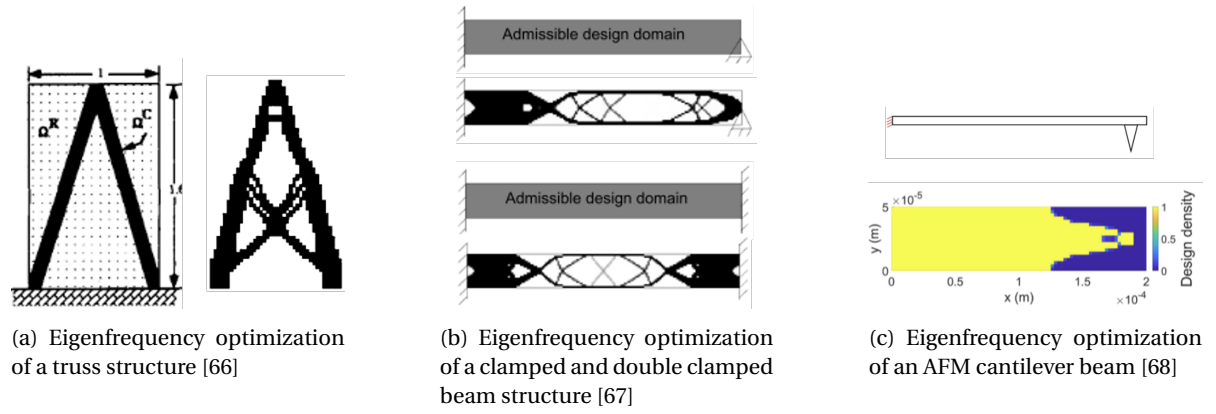 1
Ω^R
Ω^C
1.6
(a) Eigenfrequency optimization
of a truss structure [66]
Admissible design domain
Admissible design domain
(b) Eigenfrequency optimization
of a clamped and double clamped
beam structure [67]
×10^-5
5
y (m)
0
0
0.5
1
1.5
2
x (m)
×10^-4
1
0.5
0
Design density
(c) Eigenfrequency optimization
of an AFM cantilever beam [68]